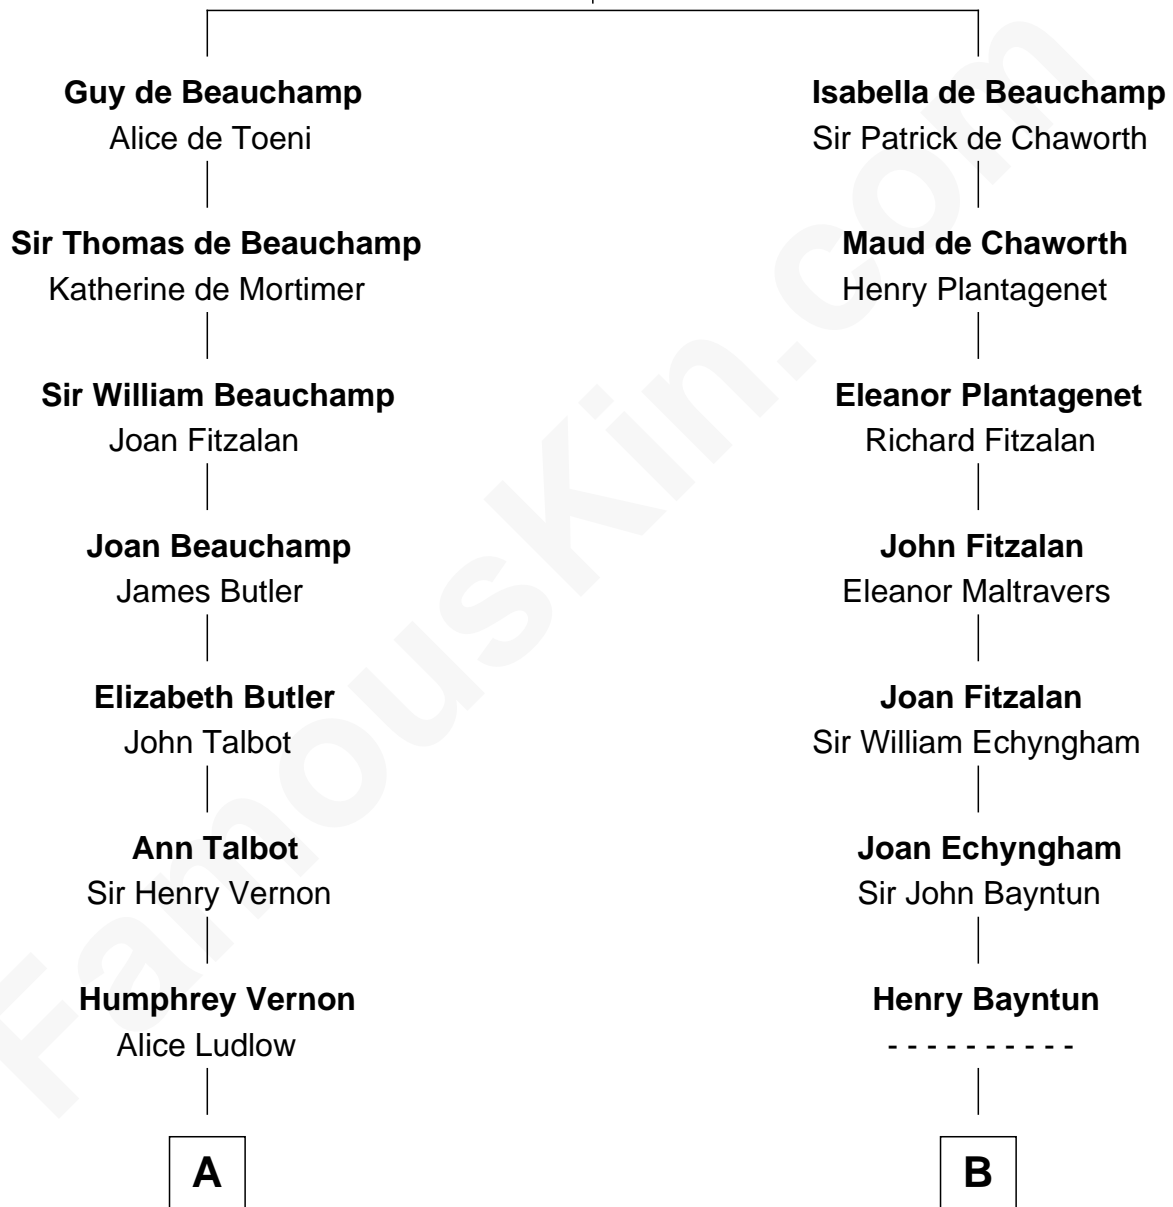 Guy de Beauchamp
Alice de Toeni
Sir Thomas de Beauchamp
Katherine de Mortimer
Sir William Beauchamp
Joan Fitzalan
Joan Beauchamp
James Butler
Elizabeth Butler
John Talbot
Ann Talbot
Sir Henry Vernon
Humphrey Vernon
Alice Ludlow
A
Isabella de Beauchamp
Sir Patrick de Chaworth
Maud de Chaworth
Henry Plantagenet
Eleanor Plantagenet
Richard Fitzalan
John Fitzalan
Eleanor Maltravers
Joan Fitzalan
Sir William Echyngham
Joan Echyngham
Sir John Bayntun
Henry Bayntun
- - - - - - - - - -
B
FamousKin.com